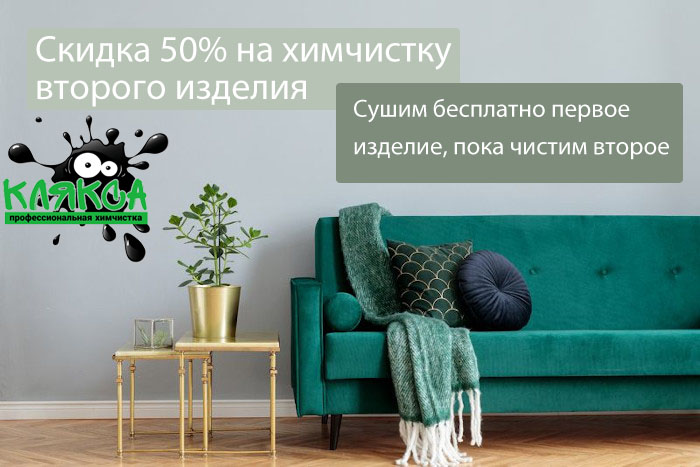 Скидка 50% на химчистку
второго изделия
Сушим бесплатно первое
изделие, пока чистим второе
КЛЯКСА
профессиональная химчистка